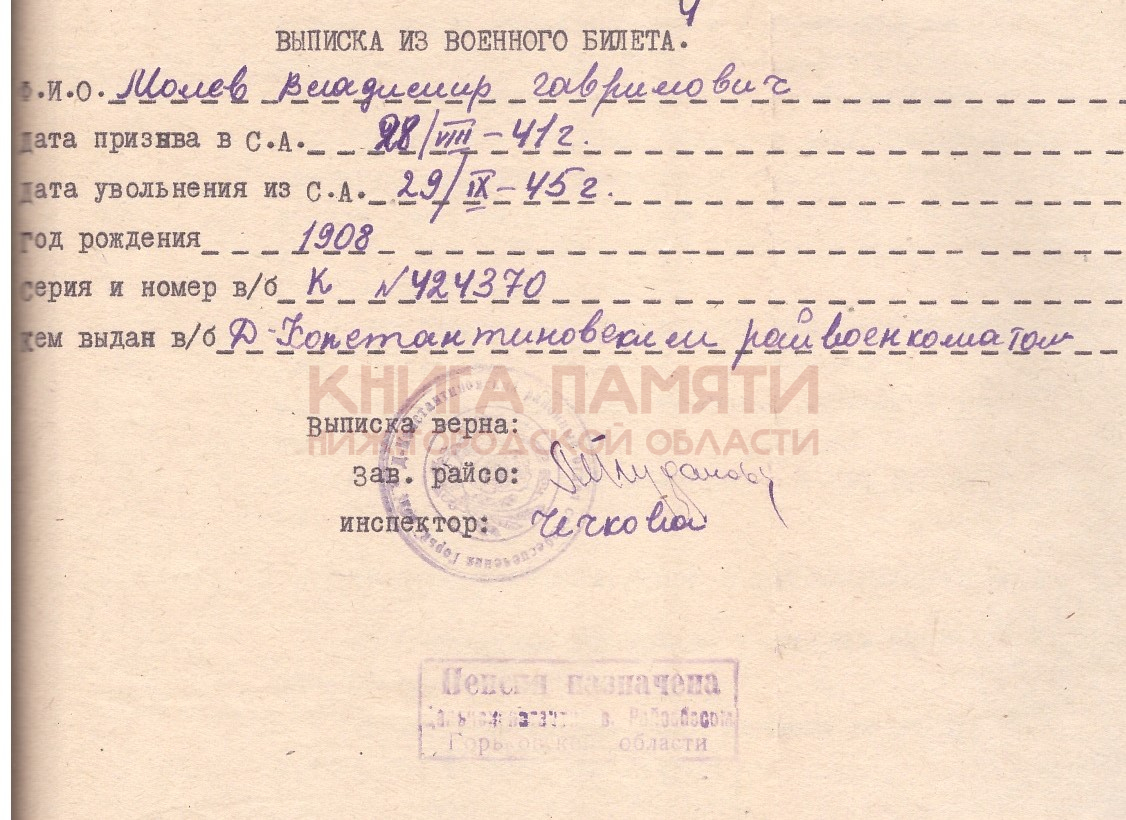 ВЫПИСКА ИЗ ВОЕННОГО БИЛЕТА.
Ф.И.О. Молев Владимир Гаврилович
дата призыва в С.А. 28/VIII-41г.
дата увольнения из С.А. 29/IX-45г.
год рождения 1908
серия и номер в/б К №424370
кем выдан в/б Д-Константиновским райвоенкоматом
КНИГА ПАМЯТИ
Выписка верна:
НИЖЕГОРОДСКОЙ ОБЛАСТИ
Зав. райсо:
инспектор: Чечкова
Пенсия назначена
Горьковской области